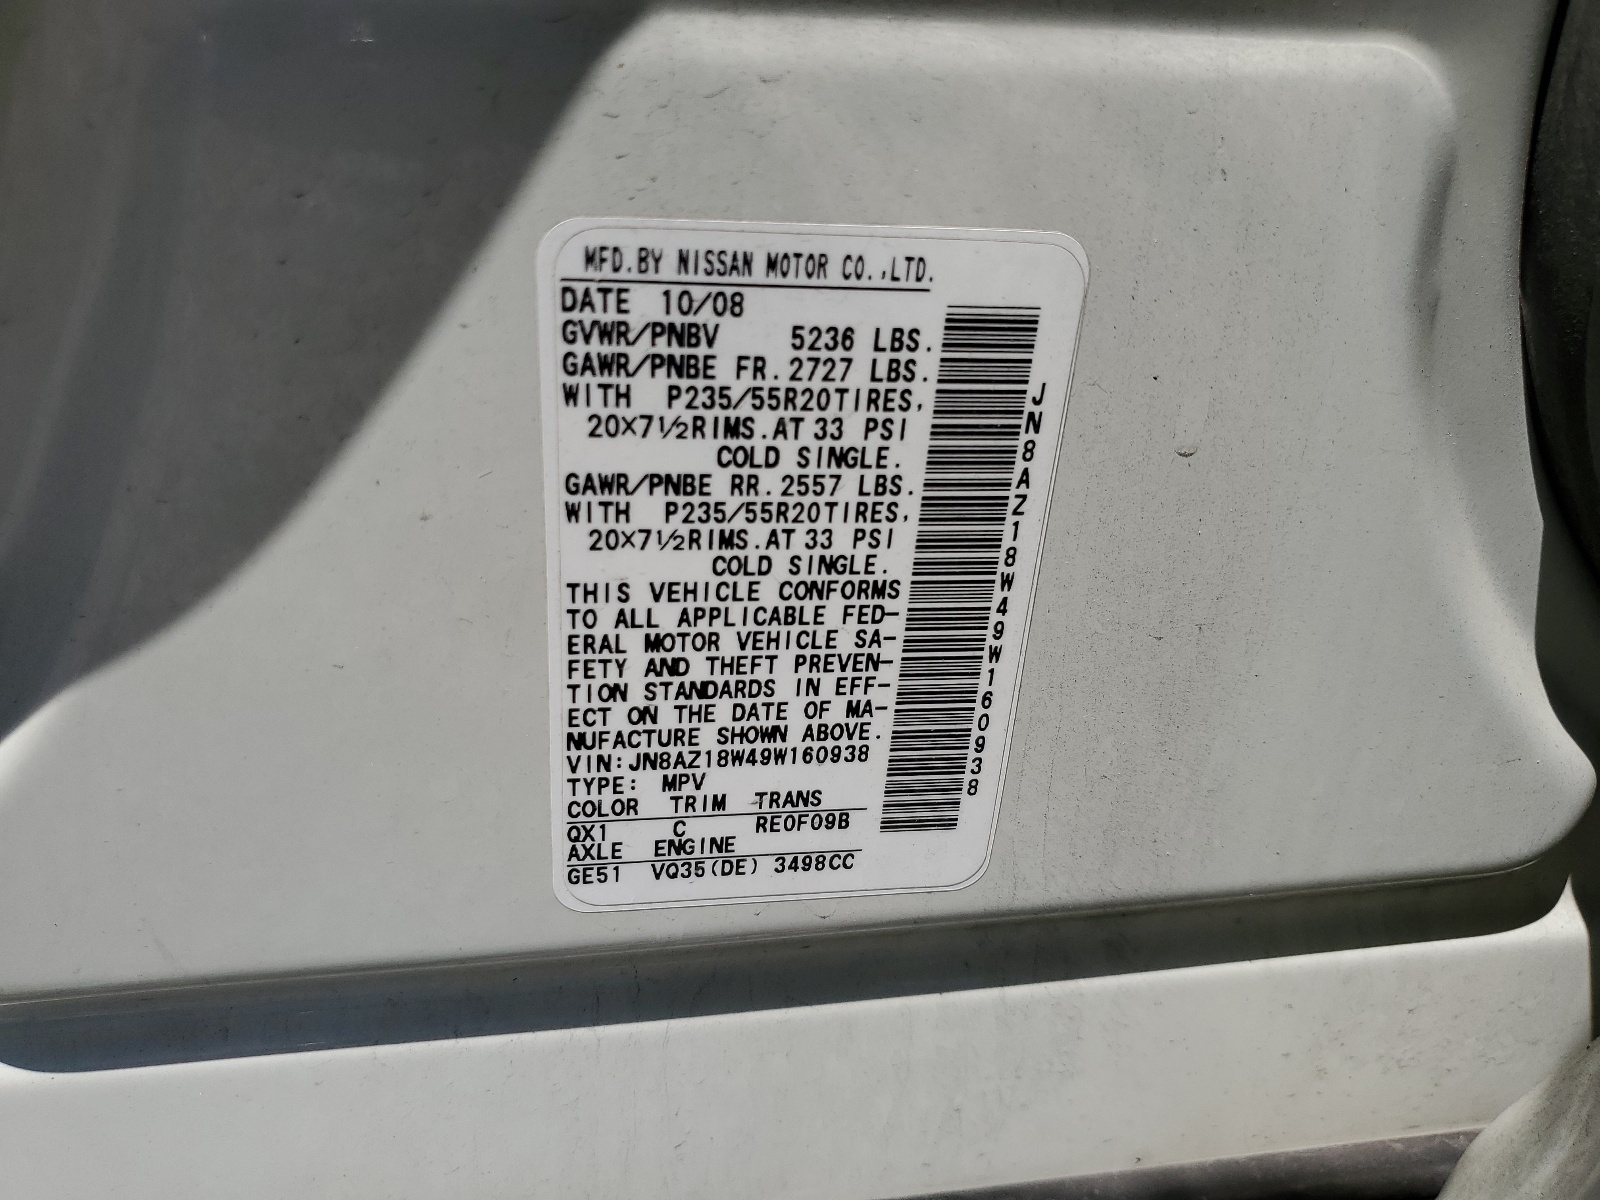 MFD.BY NISSAN MOTOR CO.,LTD.
DATE 10/08
GVWR/PNBV 5236 LBS.
GAWR/PNBE FR.2727 LBS.
WITH P235/55R20TIRES,
20X7½RIMS.AT 33 PSI
COLD SINGLE.
GAWR/PNBE RR.2557 LBS.
WITH P235/55R20TIRES,
20X7½RIMS.AT 33 PSI
COLD SINGLE.
THIS VEHICLE CONFORMS
TO ALL APPLICABLE FED-
ERAL MOTOR VEHICLE SA-
FETY AND THEFT PREVEN-
TION STANDARDS IN EFF-
ECT ON THE DATE OF MA-
NUFACTURE SHOWN ABOVE.
VIN:JN8AZ18W49W160938
TYPE: MPV
COLOR TRIM TRANS
QX1 C RE0F09B
AXLE ENGINE
GE51 VQ35(DE) 3498CC
JN8AZ18W49W160938